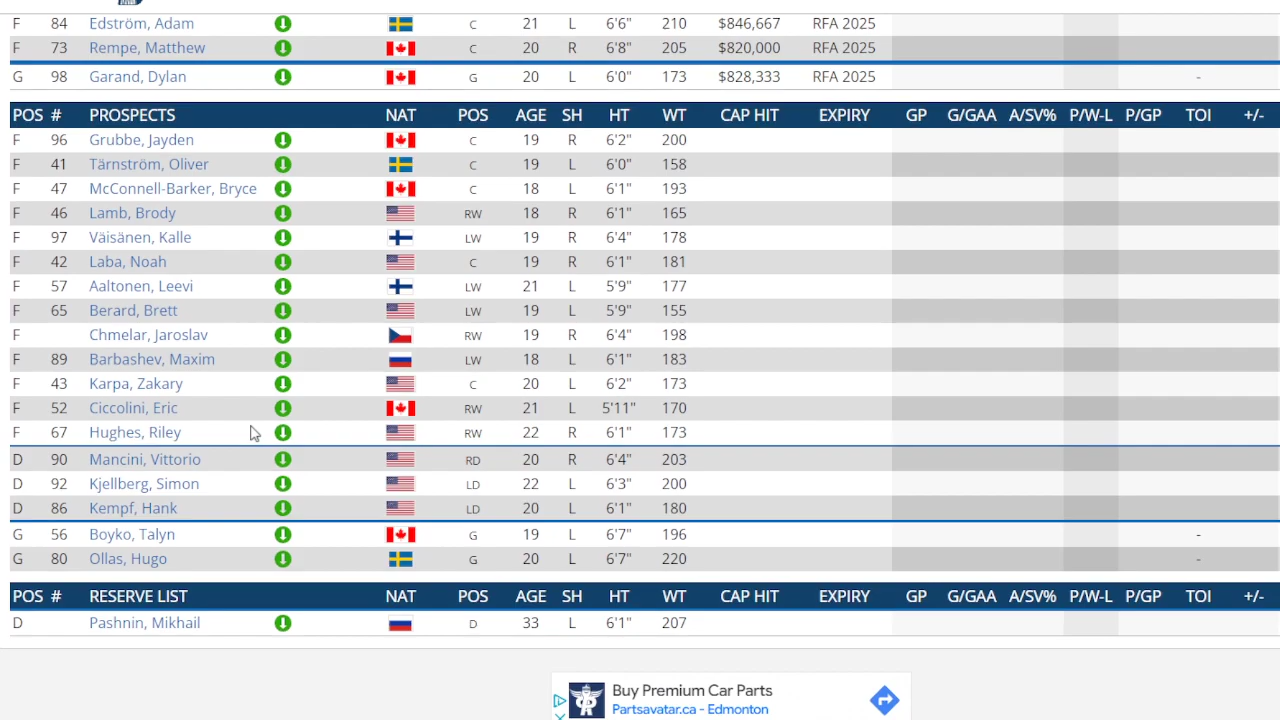 F 84 Edström, Adam C 21 L 6'6" 210 $846,667 RFA 2025
F 73 Rempe, Matthew C 20 R 6'8" 205 $820,000 RFA 2025
G 98 Garand, Dylan G 20 L 6'0" 173 $828,333 RFA 2025 -
POS # PROSPECTS NAT POS AGE SH HT WT CAP HIT EXPIRY GP G/GAA A/SV% P/W-L P/GP TOI +/-
F 96 Grubbe, Jayden C 19 R 6'2" 200
F 41 Tärnström, Oliver C 19 L 6'0" 158
F 47 McConnell-Barker, Bryce C 18 L 6'1" 193
F 46 Lamb, Brody RW 18 R 6'1" 165
F 97 Väisänen, Kalle LW 19 R 6'4" 178
F 42 Laba, Noah C 19 R 6'1" 181
F 57 Aaltonen, Leevi LW 21 L 5'9" 177
F 65 Berard, Brett LW 19 L 5'9" 155
F Chmelar, Jaroslav RW 19 R 6'4" 198
F 89 Barbashev, Maxim LW 18 L 6'1" 183
F 43 Karpa, Zakary C 20 L 6'2" 173
F 52 Ciccolini, Eric RW 21 L 5'11" 170
F 67 Hughes, Riley RW 22 R 6'1" 173
D 90 Mancini, Vittorio RD 20 R 6'4" 203
D 92 Kjellberg, Simon LD 22 L 6'3" 200
D 86 Kempf, Hank LD 20 L 6'1" 180
G 56 Boyko, Talyn G 19 L 6'7" 196 -
G 80 Ollas, Hugo G 20 L 6'7" 220 -
POS # RESERVE LIST NAT POS AGE SH HT WT CAP HIT EXPIRY GP G/GAA A/SV% P/W-L P/GP TOI +/-
D Pashnin, Mikhail D 33 L 6'1" 207
Buy Premium Car Parts
Partsavatar.ca - Edmonton